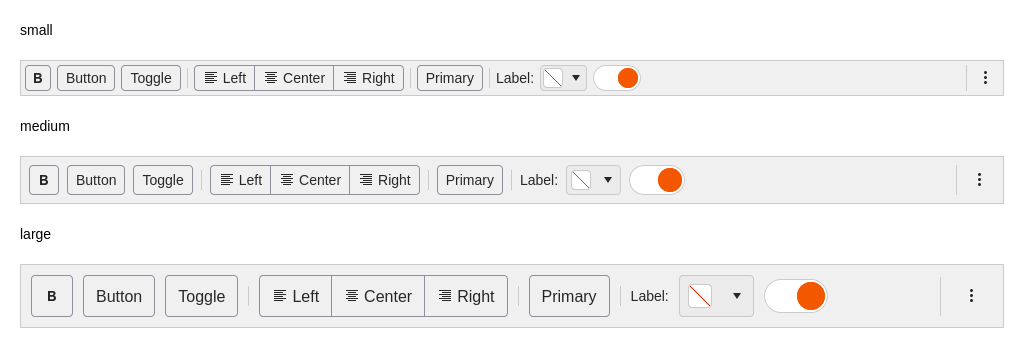 small
B Button Toggle Left Center Right Primary Label:
medium
B Button Toggle Left Center Right Primary Label:
large
B Button Toggle Left Center Right Primary Label: